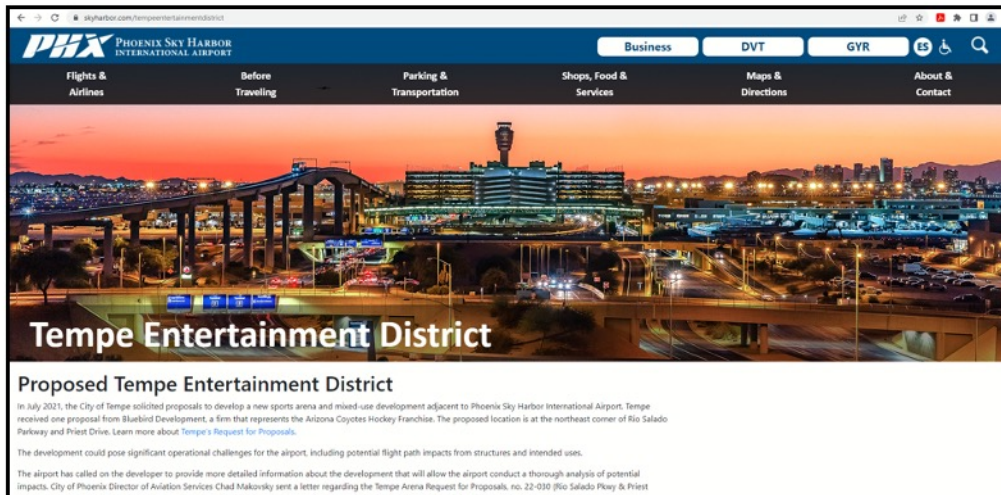 skyharbor.com/tempeentertainmentdistrict
PHX PHOENIX SKY HARBOR
INTERNATIONAL AIRPORT
Business DVT GYR ES
Flights & Before Parking & Shops, Food & Maps & About &
Airlines Traveling Transportation Services Directions Contact
Tempe Entertainment District
Proposed Tempe Entertainment District
In July 2021, the City of Tempe solicited proposals to develop a new sports arena and mixed-use development adjacent to Phoenix Sky Harbor International Airport. Tempe
received one proposal from Bluebird Development, a firm that represents the Arizona Coyotes Hockey Franchise. The proposed location is at the northeast corner of Rio Salado
Parkway and Priest Drive. Learn more about Tempe's Request for Proposals.
The development could pose significant operational challenges for the airport, including potential flight path impacts from structures and intended uses.
The airport has called on the developer to provide more detailed information about the development that will allow the airport conduct a thorough analysis of potential
impacts. City of Phoenix Director of Aviation Services Chad Makovsky sent a letter regarding the Tempe Arena Request for Proposals, no. 22-030 (Rio Salado Pkwy & Priest